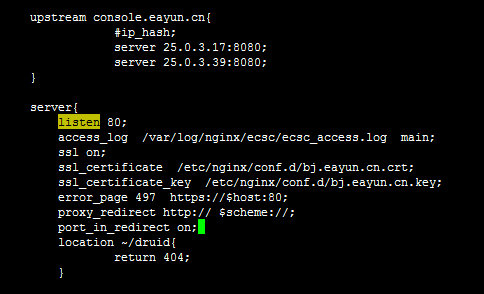 upstream console.eayun.cn{
#ip_hash;
server 25.0.3.17:8080;
server 25.0.3.39:8080;
}
server{
listen 80;
access_log /var/log/nginx/ecsc/ecsc_access.log main;
ssl on;
ssl_certificate /etc/nginx/conf.d/bj.eayun.cn.crt;
ssl_certificate_key /etc/nginx/conf.d/bj.eayun.cn.key;
error_page 497 https://$host:80;
proxy_redirect http:// $scheme://;
port_in_redirect on;
location ~/druid{
return 404;
}